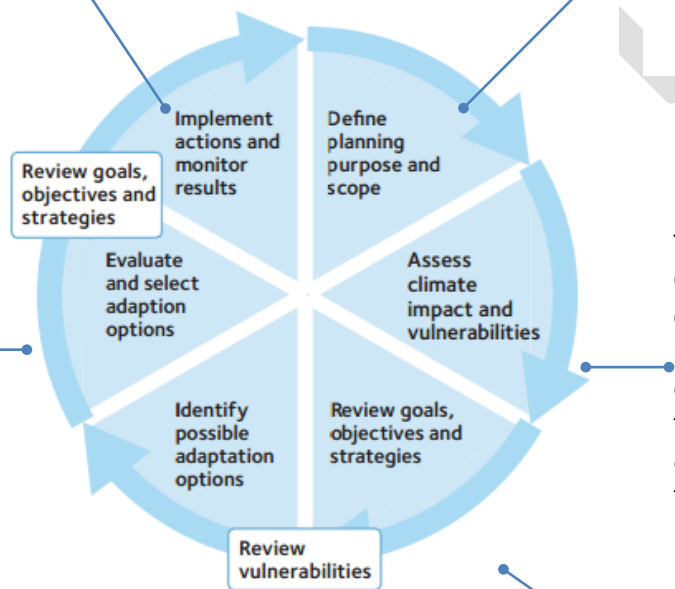 Implement
actions and
monitor
results
Define
planning
purpose and
scope
Review goals,
objectives and
strategies
Evaluate
and select
adaption
options
Assess
climate
impact and
vulnerabilities
Identify
possible
adaptation
options
Review goals,
objectives and
strategies
Review
vulnerabilities